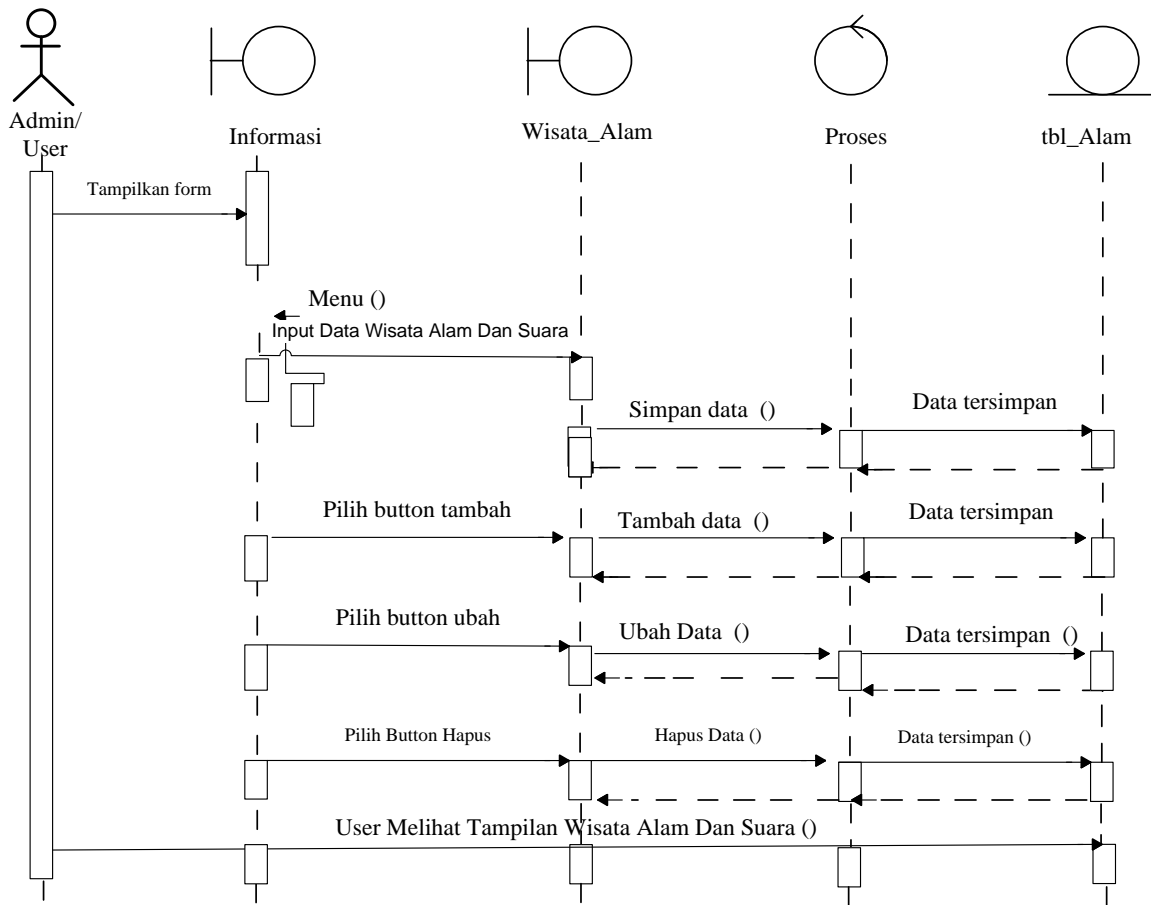 Admin/
User
Informasi
Wisata_Alam
Proses
tbl_Alam
Tampilkan form
Menu ()
Input Data Wisata Alam Dan Suara
Simpan data ()
Data tersimpan
Pilih button tambah
Tambah data ()
Data tersimpan
Pilih button ubah
Ubah Data ()
Data tersimpan ()
Pilih Button Hapus
Hapus Data ()
Data tersimpan ()
User Melihat Tampilan Wisata Alam Dan Suara ()